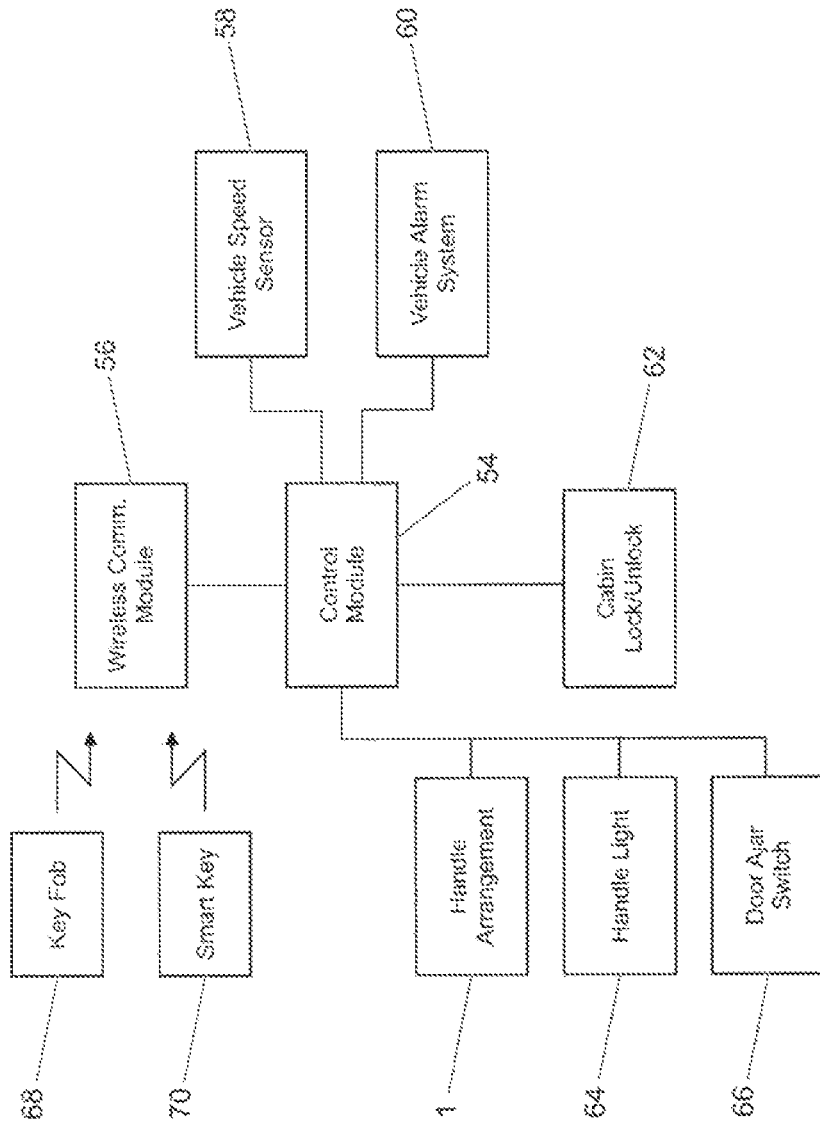 68
Key Fob
70
Smart Key
56
Wireless Comm.
Module
58
Vehicle Speed
Sensor
60
Vehicle Alarm
System
54
Control
Module
62
Cabin
Lock/Unlock
1
Handle
Arrangement
64
Handle Light
66
Door Ajar
Switch